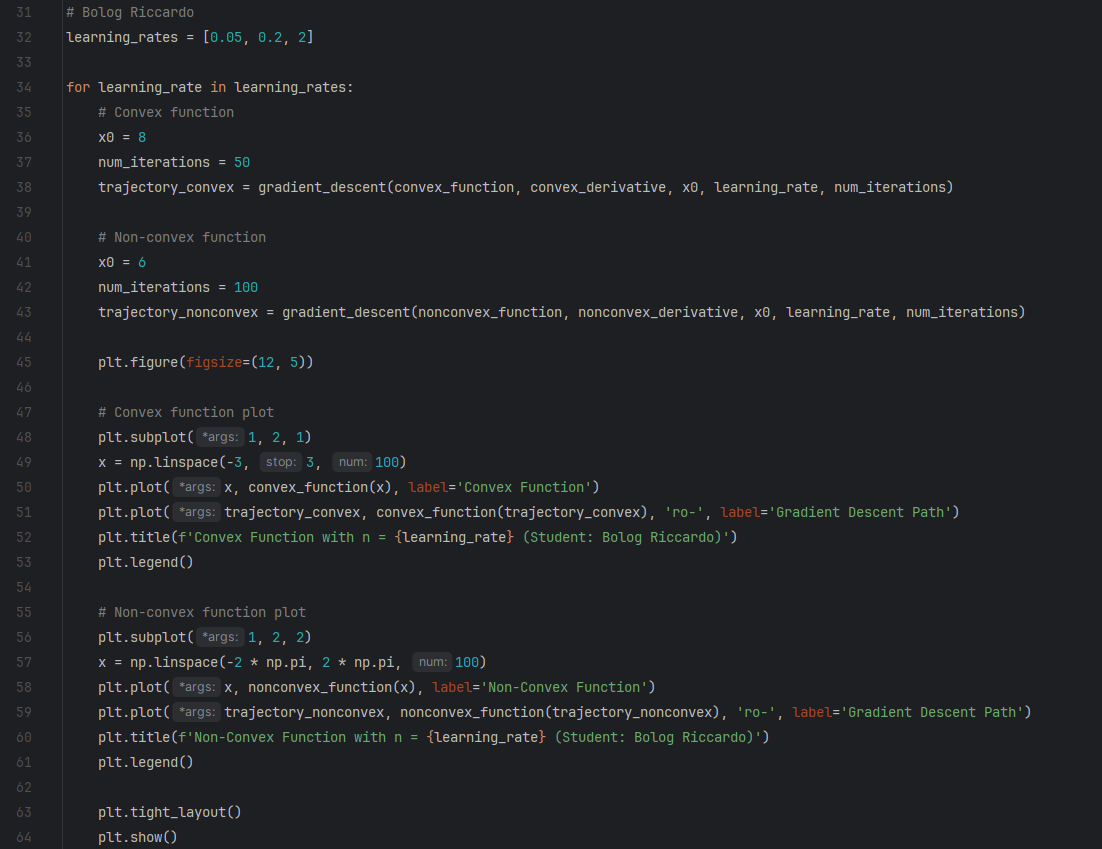 31 # Bolog Riccardo
32 learning_rates = [0.05, 0.2, 2]
33
34 for learning_rate in learning_rates:
35     # Convex function
36     x0 = 8
37     num_iterations = 50
38     trajectory_convex = gradient_descent(convex_function, convex_derivative, x0, learning_rate, num_iterations)
39
40     # Non-convex function
41     x0 = 6
42     num_iterations = 100
43     trajectory_nonconvex = gradient_descent(nonconvex_function, nonconvex_derivative, x0, learning_rate, num_iterations)
44
45     plt.figure(figsize=(12, 5))
46
47     # Convex function plot
48     plt.subplot( *args: 1, 2, 1)
49     x = np.linspace(-3, stop: 3, num: 100)
50     plt.plot( *args: x, convex_function(x), label='Convex Function')
51     plt.plot( *args: trajectory_convex, convex_function(trajectory_convex), 'ro-', label='Gradient Descent Path')
52     plt.title(f'Convex Function with n = {learning_rate} (Student: Bolog Riccardo)')
53     plt.legend()
54
55     # Non-convex function plot
56     plt.subplot( *args: 1, 2, 2)
57     x = np.linspace(-2 * np.pi, 2 * np.pi, num: 100)
58     plt.plot( *args: x, nonconvex_function(x), label='Non-Convex Function')
59     plt.plot( *args: trajectory_nonconvex, nonconvex_function(trajectory_nonconvex), 'ro-', label='Gradient Descent Path')
60     plt.title(f'Non-Convex Function with n = {learning_rate} (Student: Bolog Riccardo)')
61     plt.legend()
62
63     plt.tight_layout()
64     plt.show()